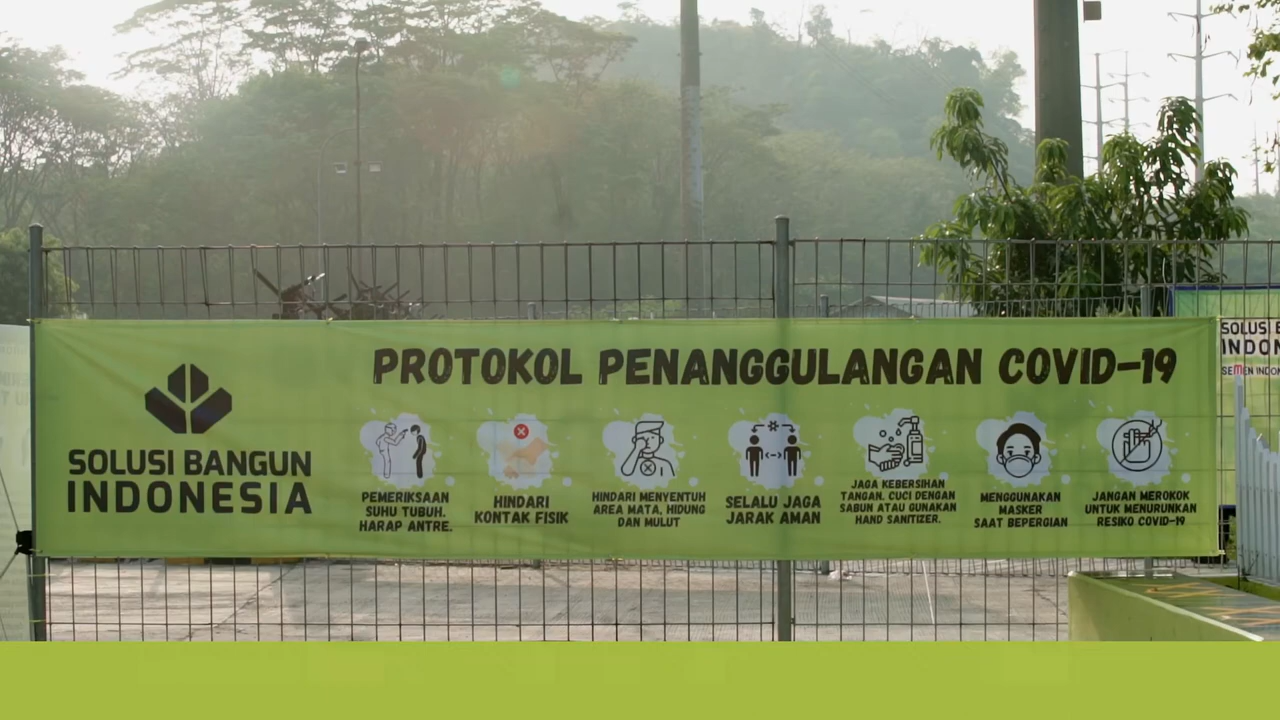 PROTOKOL PENANGGULANGAN COVID-19
SOLUSI BANGUN
INDONESIA
PEMERIKSAAN
SUHU TUBUH.
HARAP ANTRE.
HINDARI
KONTAK FISIK
HINDARI MENYENTUH
AREA MATA, HIDUNG
DAN MULUT
SELALU JAGA
JARAK AMAN
JAGA KEBERSIHAN
TANGAN. CUCI DENGAN
SABUN ATAU GUNAKAN
HAND SANITIZER.
MENGGUNAKAN
MASKER
SAAT BEPERGIAN
JANGAN MEROKOK
UNTUK MENURUNKAN
RESIKO COVID-19
SOLUSI
INDON
SEMEN INDON